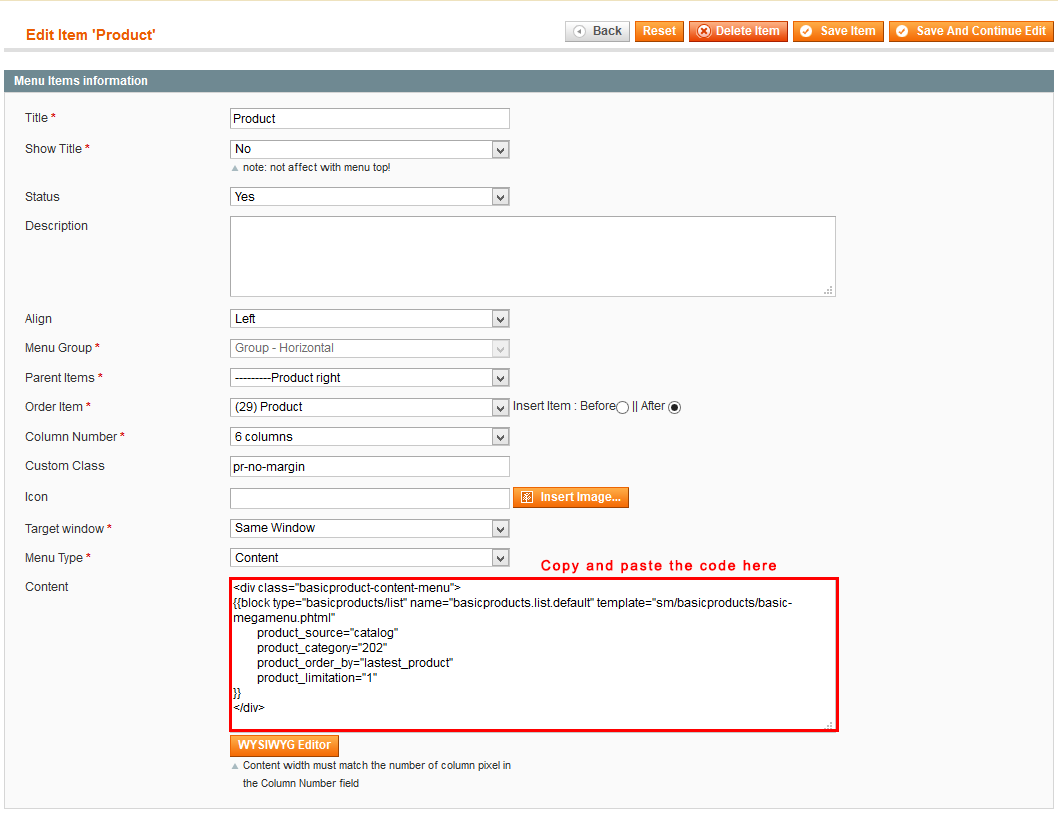 Edit Item 'Product'
Back
Reset
Delete Item
Save Item
Save And Continue Edit
Menu Items information
Title *
Product
Show Title *
No
note: not affect with menu top!
Status
Yes
Description
Align
Left
Menu Group *
Group - Horizontal
Parent Items *
---------Product right
Order Item *
(29) Product
Insert Item : Before || After
Column Number *
6 columns
Custom Class
pr-no-margin
Icon
Insert Image...
Target window *
Same Window
Menu Type *
Content
Copy and paste the code here
Content
<div class="basicproduct-content-menu">
{{block type="basicproducts/list" name="basicproducts.list.default" template="sm/basicproducts/basic-
megamenu.phtml"
product_source="catalog"
product_category="202"
product_order_by="lastest_product"
product_limitation="1"
}}
</div>
WYSIWYG Editor
Content width must match the number of column pixel in
the Column Number field